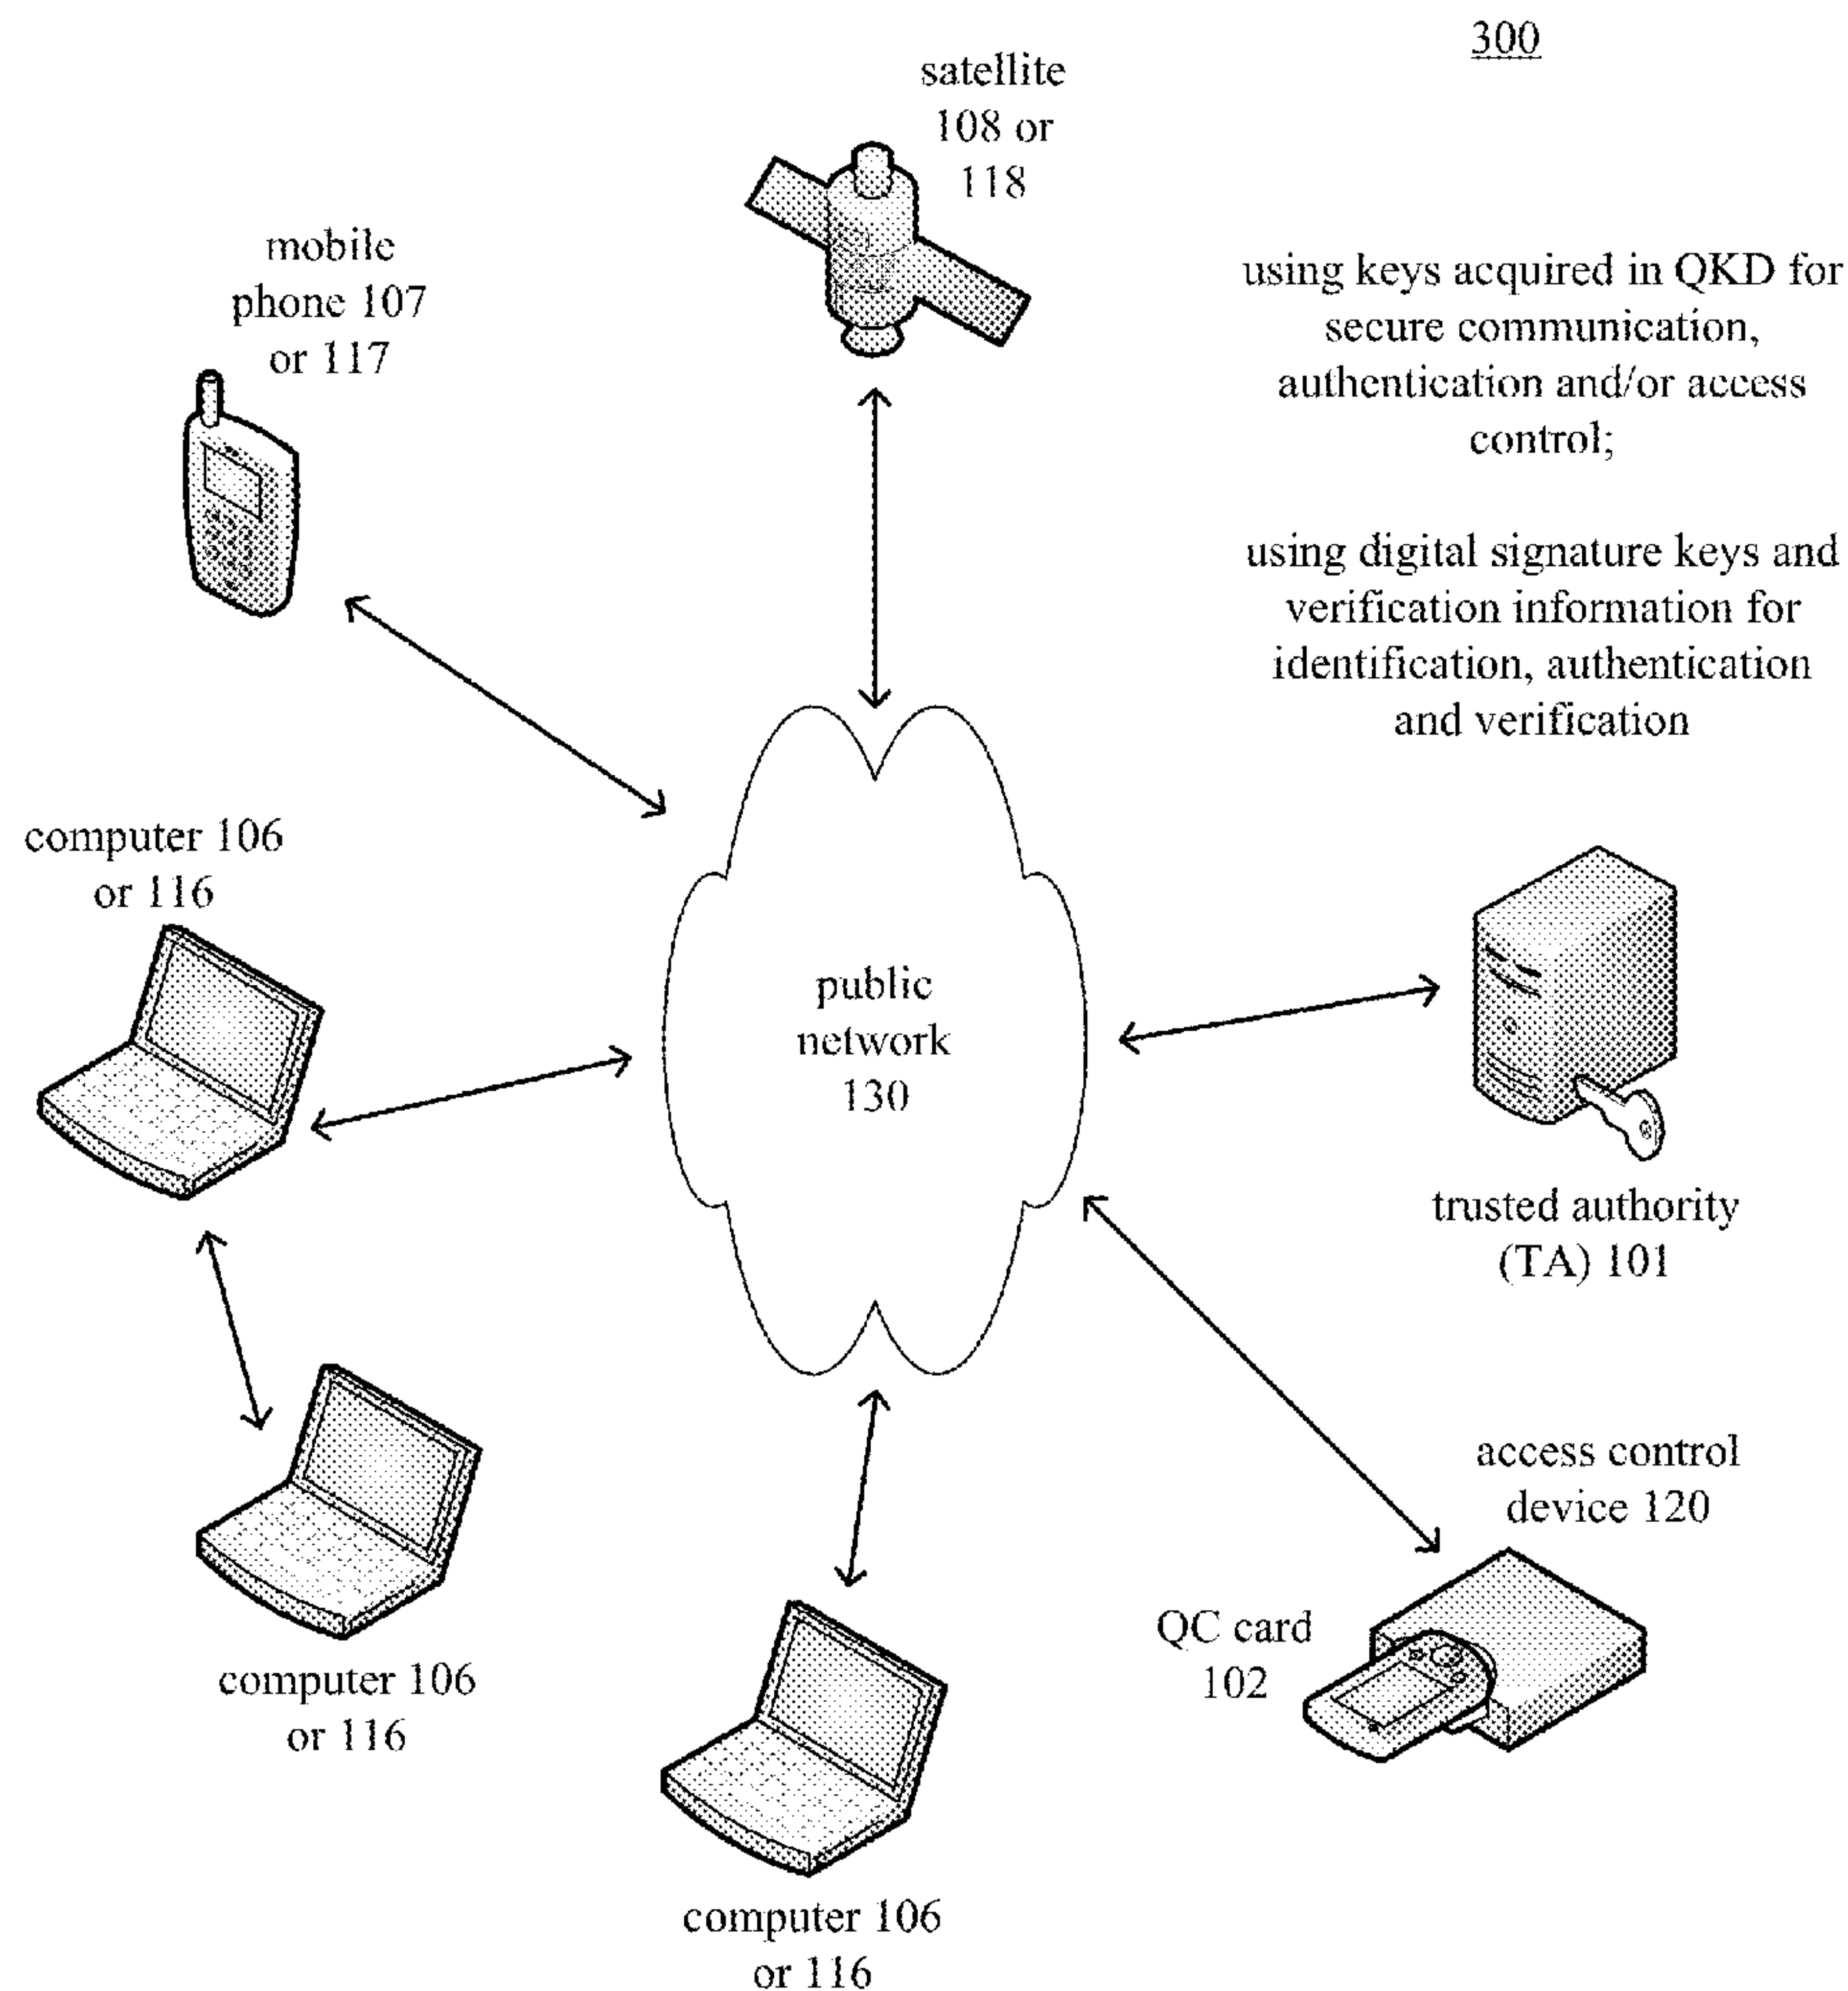 300
satellite
108 or
118
mobile
phone 107
or 117
using keys acquired in QKD for
secure communication,
authentication and/or access
control;
using digital signature keys and
verification information for
identification, authentication
and verification
computer 106
or 116
public
network
130
trusted authority
(TA) 101
access control
device 120
QC card
102
computer 106
or 116
computer 106
or 116